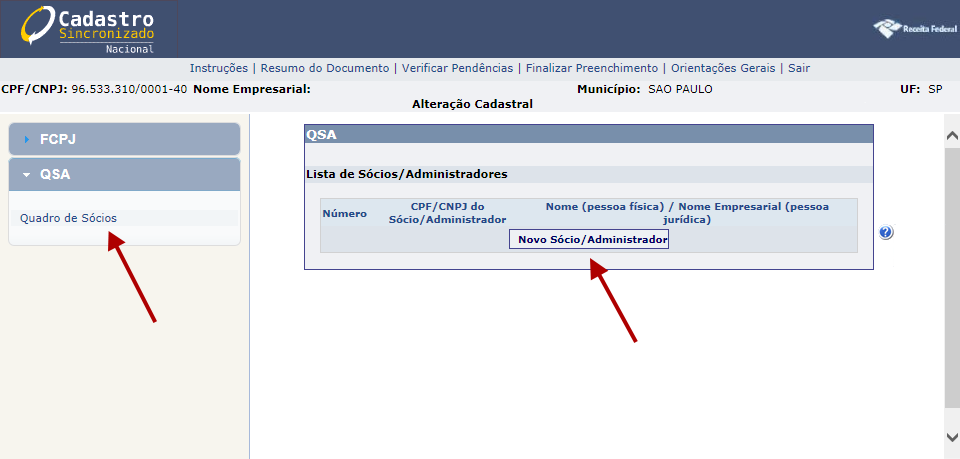 Cadastro
Sincronizado
Nacional
Receita Federal
Instruções | Resumo do Documento | Verificar Pendências | Finalizar Preenchimento | Orientações Gerais | Sair
CPF/CNPJ: 96.533.310/0001-40 Nome Empresarial: Município: SAO PAULO UF: SP
Alteração Cadastral
FCPJ
QSA
Quadro de Sócios
QSA
Lista de Sócios/Administradores
Número CPF/CNPJ do Sócio/Administrador Nome (pessoa física) / Nome Empresarial (pessoa jurídica)
Novo Sócio/Administrador
?